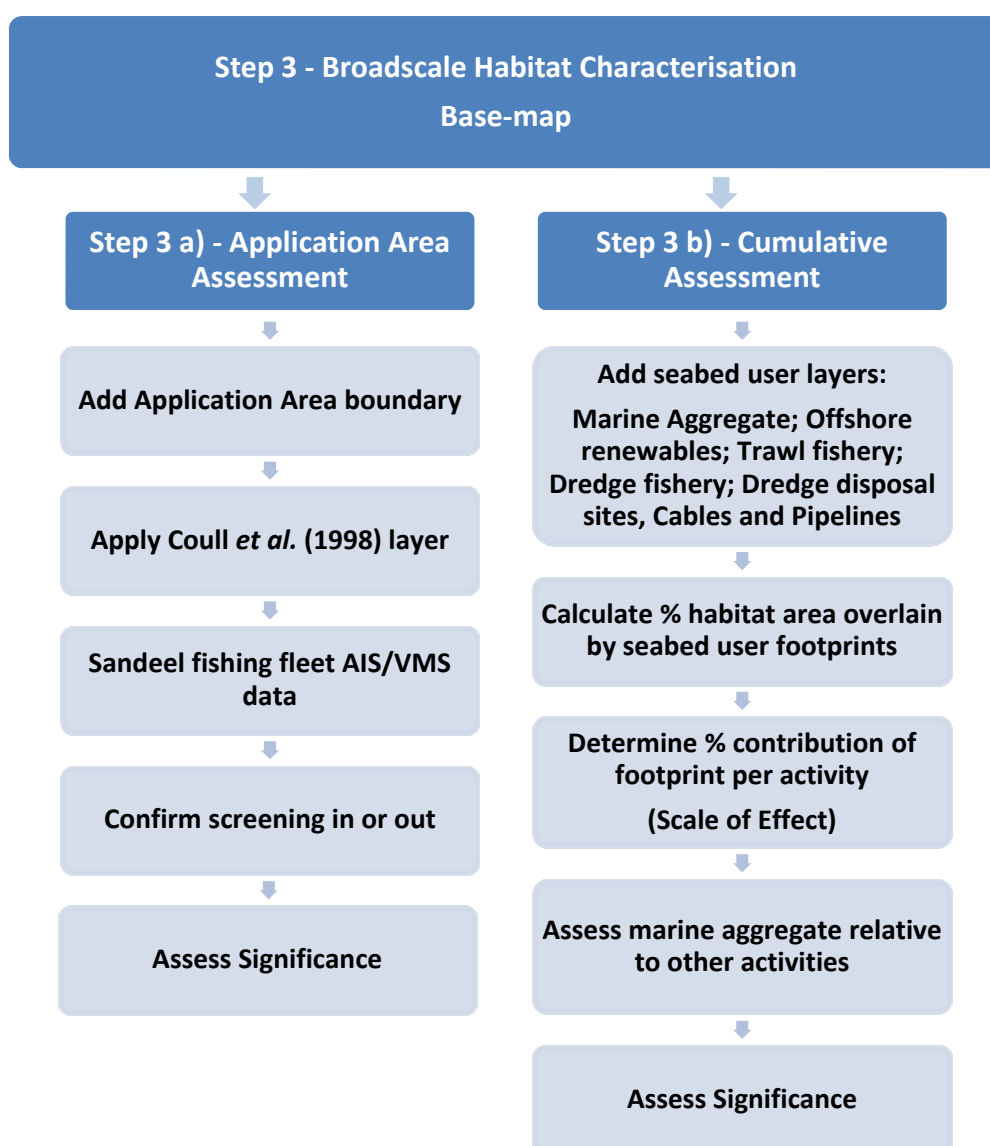 Step 3 - Broadscale Habitat Characterisation
Base-map
Step 3 a) - Application Area
Assessment
Add Application Area boundary
Apply Coull et al. (1998) layer
Sandeel fishing fleet AIS/VMS
data
Confirm screening in or out
Assess Significance
Step 3 b) - Cumulative
Assessment
Add seabed user layers:
Marine Aggregate; Offshore
renewables; Trawl fishery;
Dredge fishery; Dredge disposal
sites, Cables and Pipelines
Calculate % habitat area overlain
by seabed user footprints
Determine % contribution of
footprint per activity
(Scale of Effect)
Assess marine aggregate relative
to other activities
Assess Significance